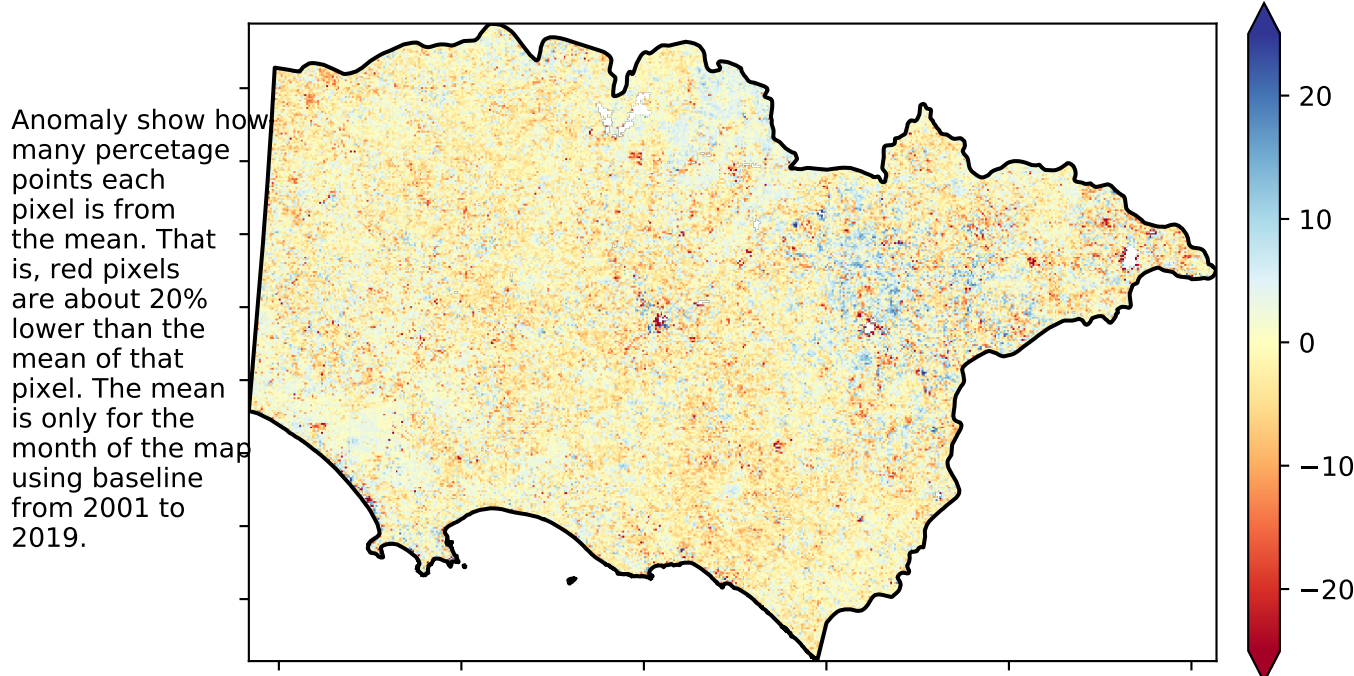 Anomaly show how
many percetage
points each
pixel is from
the mean. That
is, red pixels
are about 20%
lower than the
mean of that
pixel. The mean
is only for the
month of the map
using baseline
from 2001 to
2019.
20
10
0
−10
−20